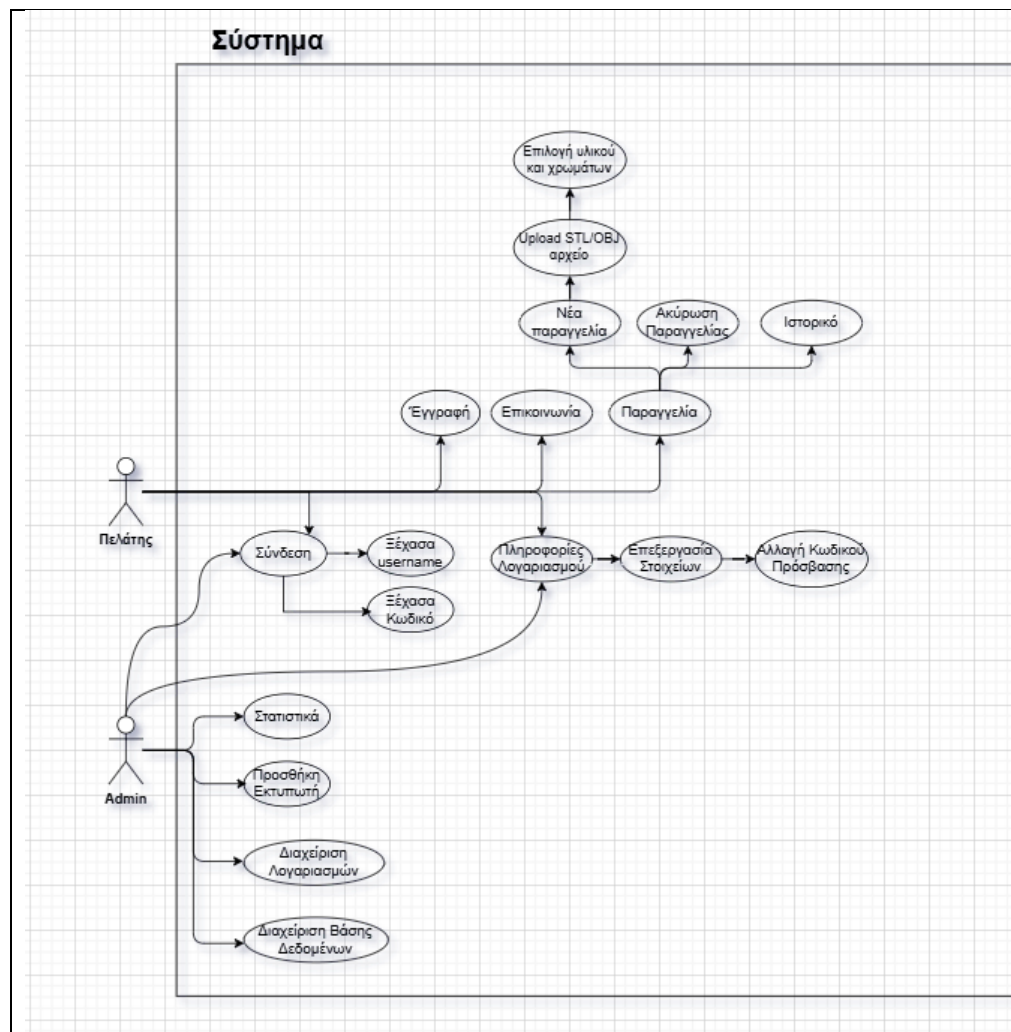 Σύστημα
Επιλογή υλικού
και χρωμάτων
Upload STL/OBJ
αρχείο
Νέα
παραγγελία
Ακύρωση
Παραγγελίας
Ιστορικό
Έγγραφή
Επικοινωνία
Παραγγελία
Πελάτης
Σύνδεση
Ξέχασα
username
Πληροφορίες
Λογαριασμού
Επεξεργασία
Στοιχείων
Αλλαγή Κωδικού
Πρόσβασης
Ξέχασα
Κωδικό
Στατιστικά
Admin
Προσθήκη
Εκτυπωτή
Διαχείριση
Λογαριασμών
Διαχείριση Βάσης
Δεδομένων